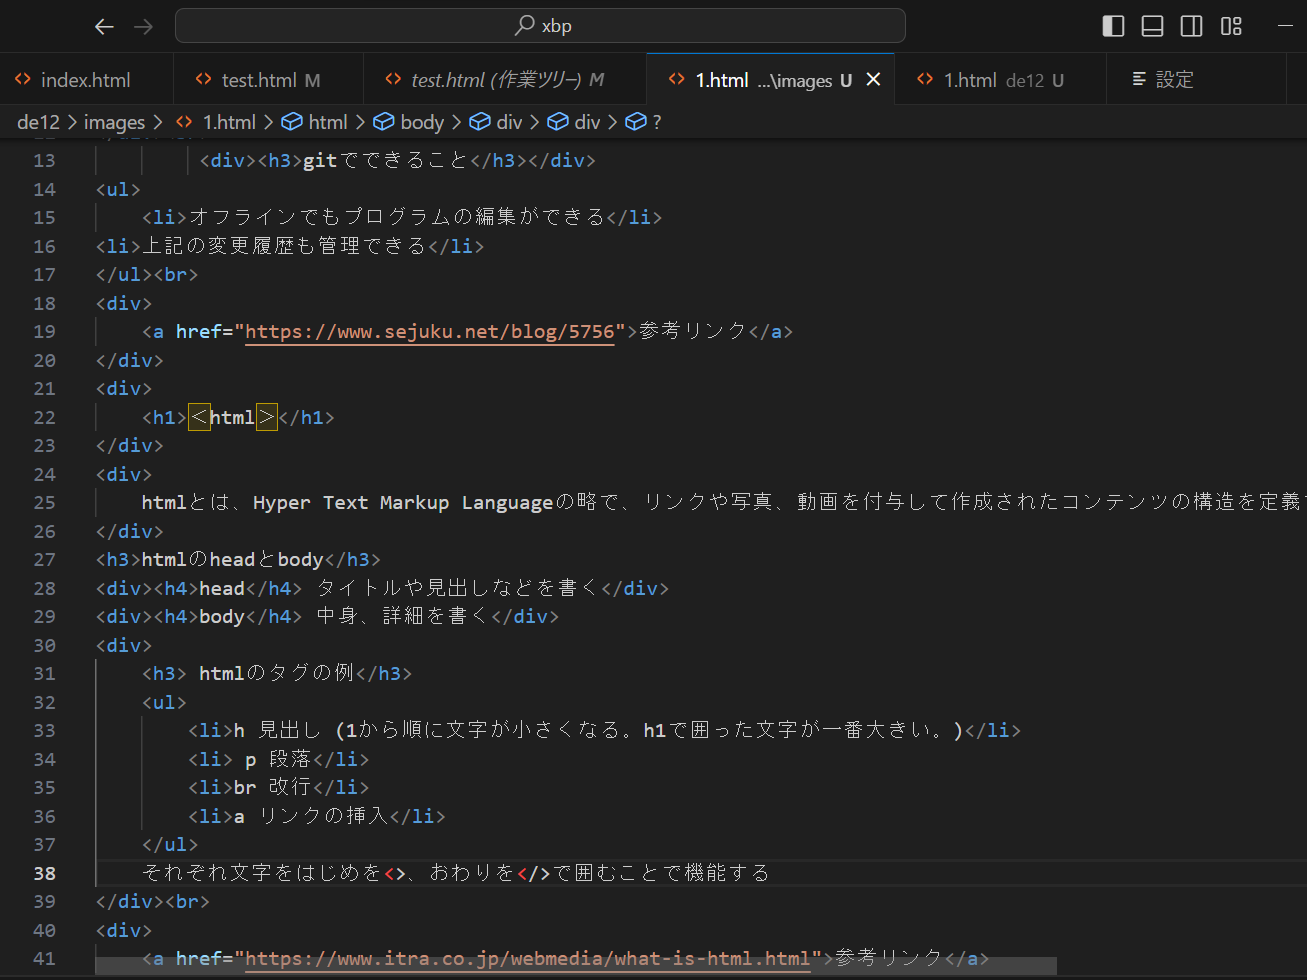 xbp
index.html test.html M test.html (作業ツリー) M 1.html ...\images U 1.html de12 U 設定
de12 > images > 1.html > html > body > div > div > ?
13 <div><h3>gitでできること</h3></div>
14 <ul>
15 <li>オフラインでもプログラムの編集ができる</li>
16 <li>上記の変更履歴も管理できる</li>
17 </ul><br>
18 <div>
19 <a href="https://www.sejuku.net/blog/5756">参考リンク</a>
20 </div>
21 <div>
22 <h1><html></h1>
23 </div>
24 <div>
25 htmlとは、Hyper Text Markup Languageの略で、リンクや写真、動画を付与して作成されたコンテンツの構造を定義
26 </div>
27 <h3>htmlのheadとbody</h3>
28 <div><h4>head</h4> タイトルや見出しなどを書く</div>
29 <div><h4>body</h4> 中身、詳細を書く</div>
30 <div>
31 <h3> htmlのタグの例</h3>
32 <ul>
33 <li>h 見出し (1から順に文字が小さくなる。h1で囲った文字が一番大きい。)</li>
34 <li> p 段落</li>
35 <li>br 改行</li>
36 <li>a リンクの挿入</li>
37 </ul>
38 それぞれ文字をはじめを<>、おわりを</>で囲むことで機能する
39 </div><br>
40 <div>
41 <a href="https://www.itra.co.jp/webmedia/what-is-html.html">参考リンク</a>